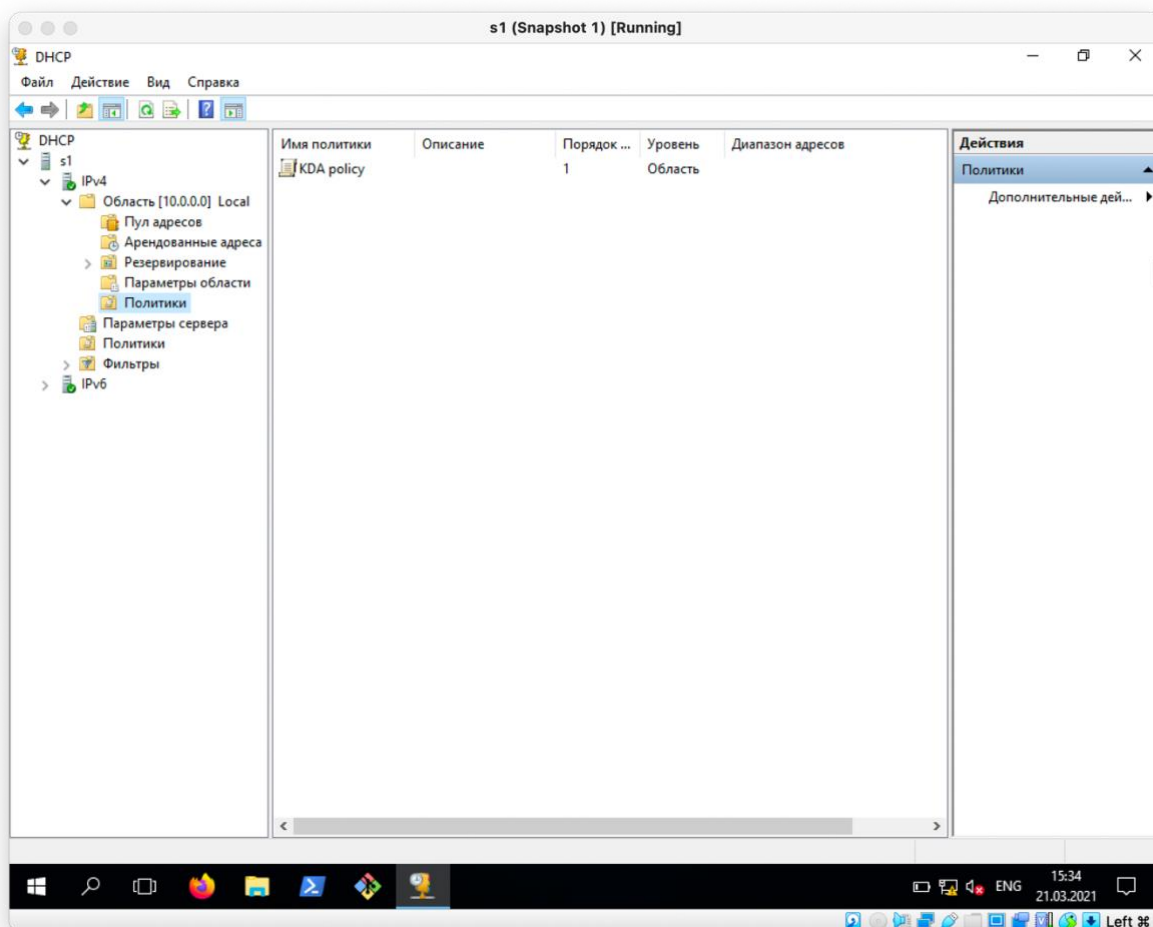 s1 (Snapshot 1) [Running]
DHCP
Файл Действие Вид Справка
DHCP
s1
IPv4
Область [10.0.0.0] Local
Пул адресов
Арендованные адреса
Резервирование
Параметры области
Политики
Параметры сервера
Политики
Фильтры
IPv6
Имя политики Описание Порядок ... Уровень Диапазон адресов
KDA policy 1 Область
Действия
Политики
Дополнительные дей...
ENG
15:34
21.03.2021
Left ⌘